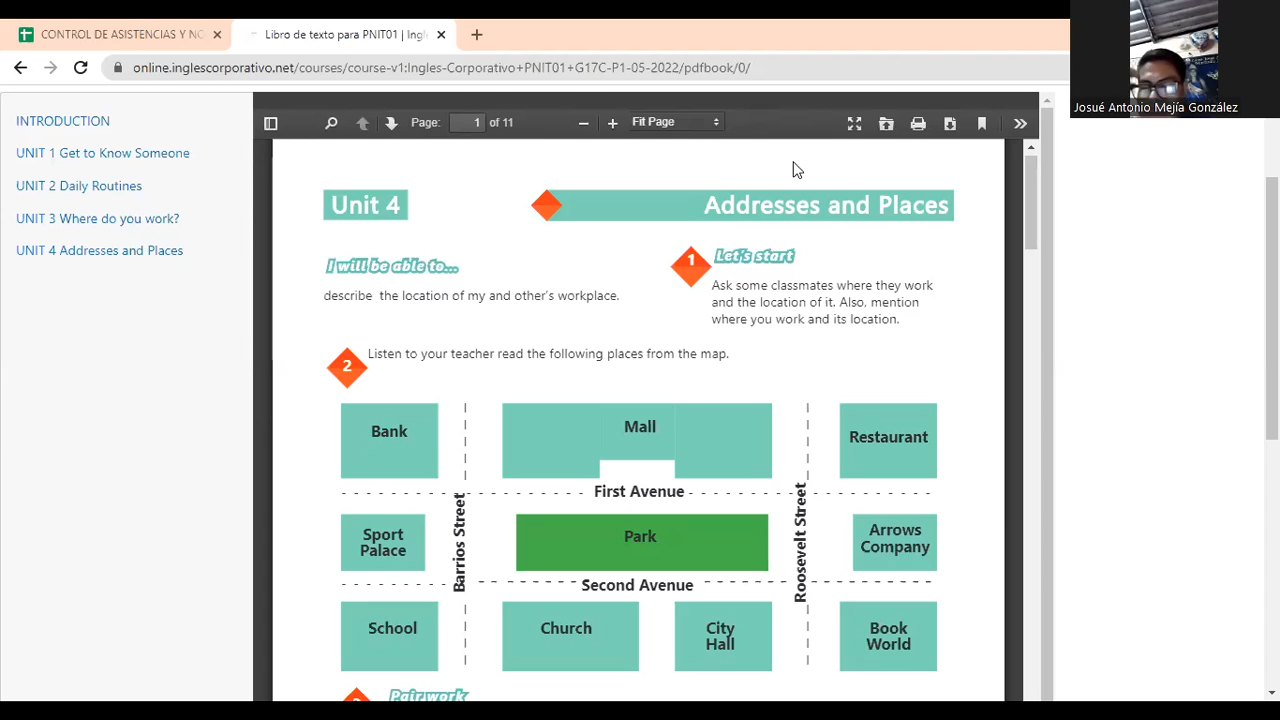 CONTROL DE ASISTENCIAS Y NO
Libro de texto para PNIT01 | Ingl
online.inglescorporativo.net/courses/course-v1:Ingles-Corporativo+PNIT01+G17C-P1-05-2022/pdfbook/0/
Josué Antonio Mejía González
INTRODUCTION
UNIT 1 Get to Know Someone
UNIT 2 Daily Routines
UNIT 3 Where do you work?
UNIT 4 Addresses and Places
Page: 1 of 11
Fit Page
Unit 4
Addresses and Places
I will be able to...
describe the location of my and other's workplace.
1
Let's start
Ask some classmates where they work
and the location of it. Also, mention
where you work and its location.
2
Listen to your teacher read the following places from the map.
Bank
Mall
Restaurant
First Avenue
Sport
Palace
Barrios Street
Park
Roosevelt Street
Arrows
Company
Second Avenue
School
Church
City
Hall
Book
World
Pair work